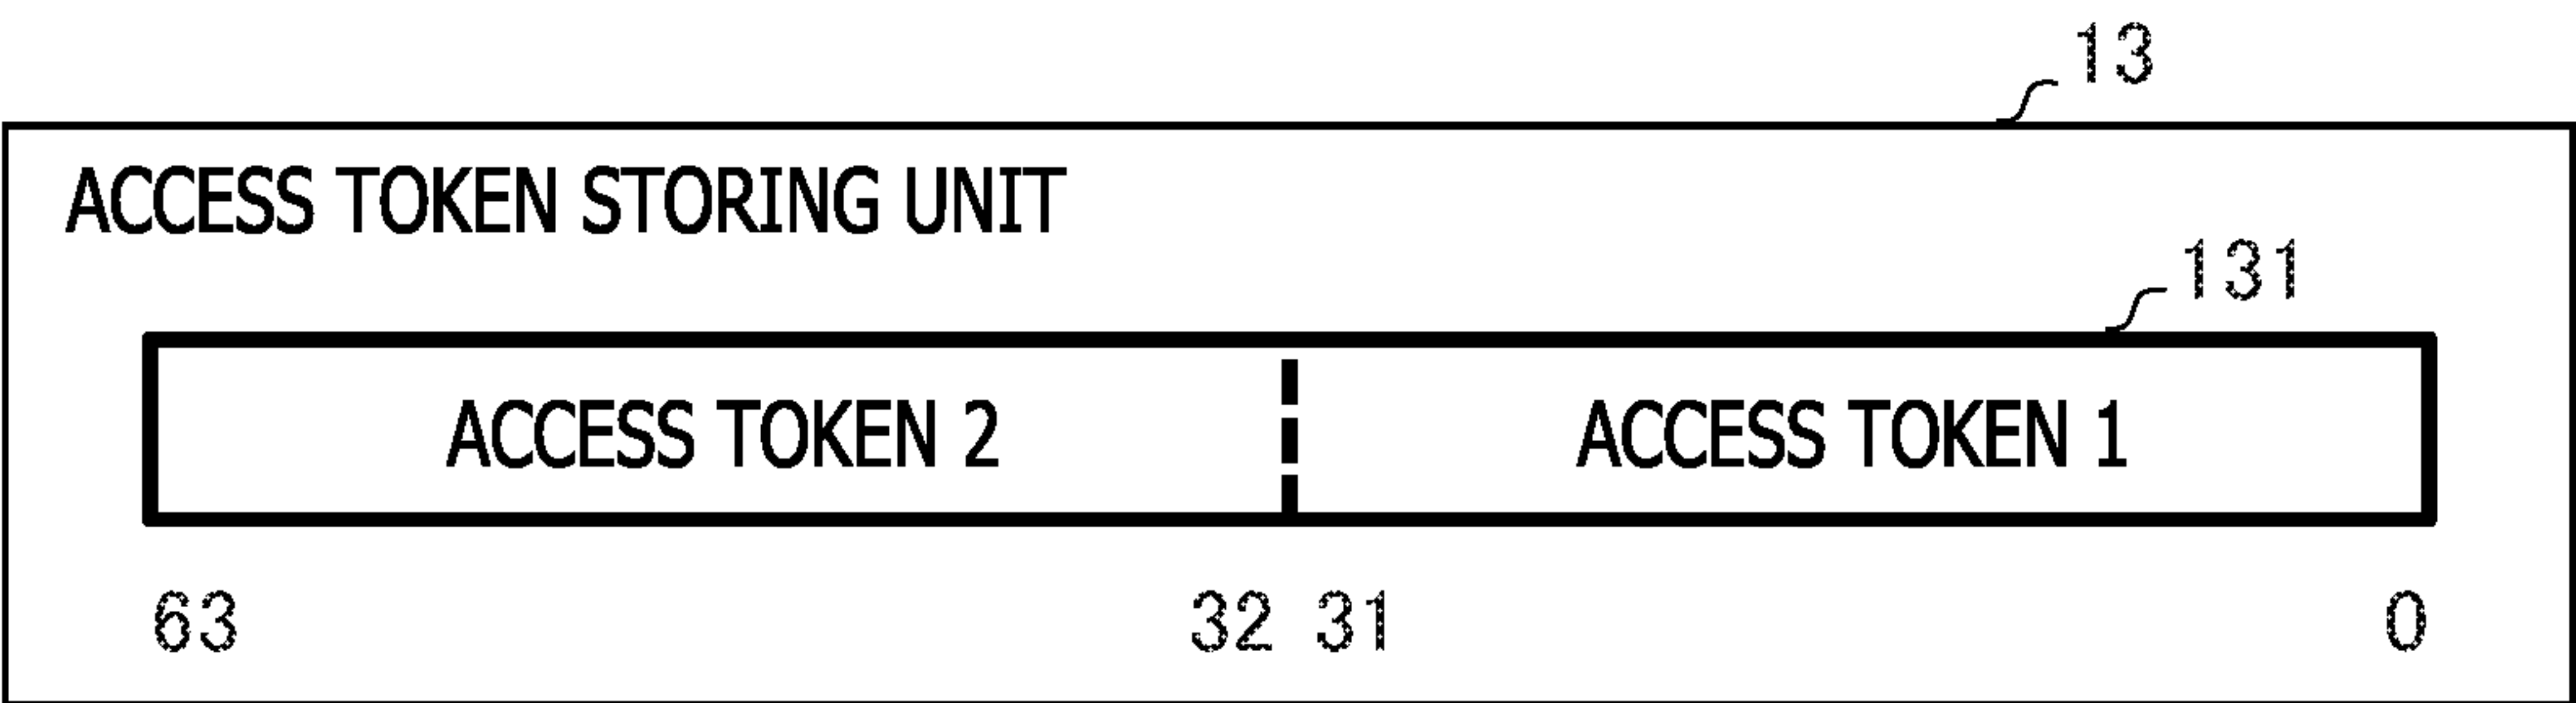 13
ACCESS TOKEN STORING UNIT
131
ACCESS TOKEN 2 ACCESS TOKEN 1
63 32 31 0